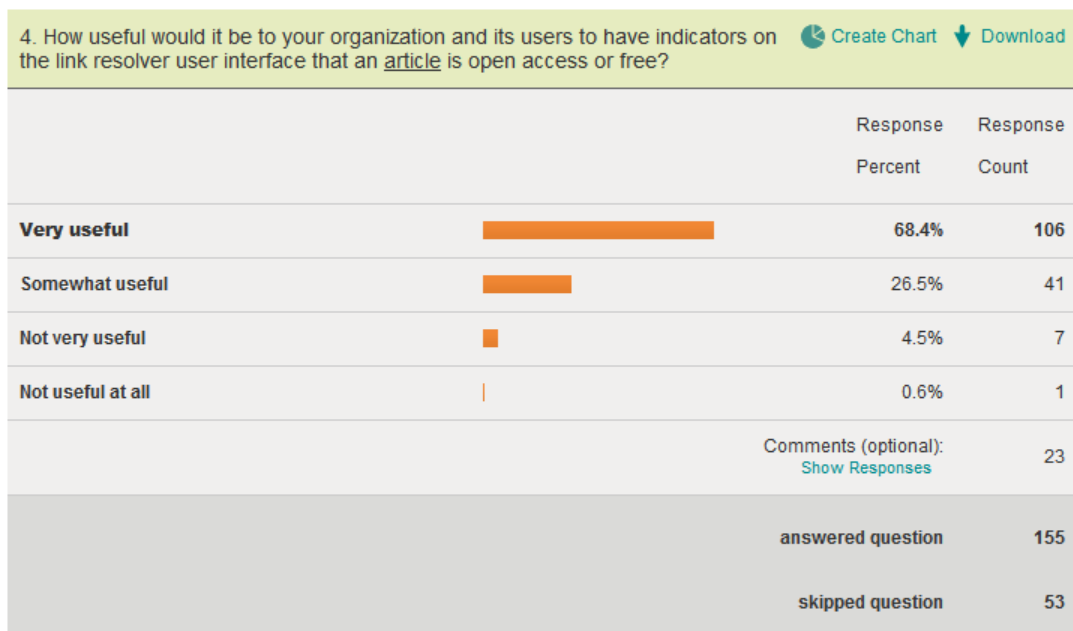 4. How useful would it be to your organization and its users to have indicators on
the link resolver user interface that an article is open access or free?
Create Chart Download
Response Response
Percent Count
Very useful 68.4% 106
Somewhat useful 26.5% 41
Not very useful 4.5% 7
Not useful at all 0.6% 1
Comments (optional):
Show Responses
23
answered question 155
skipped question 53